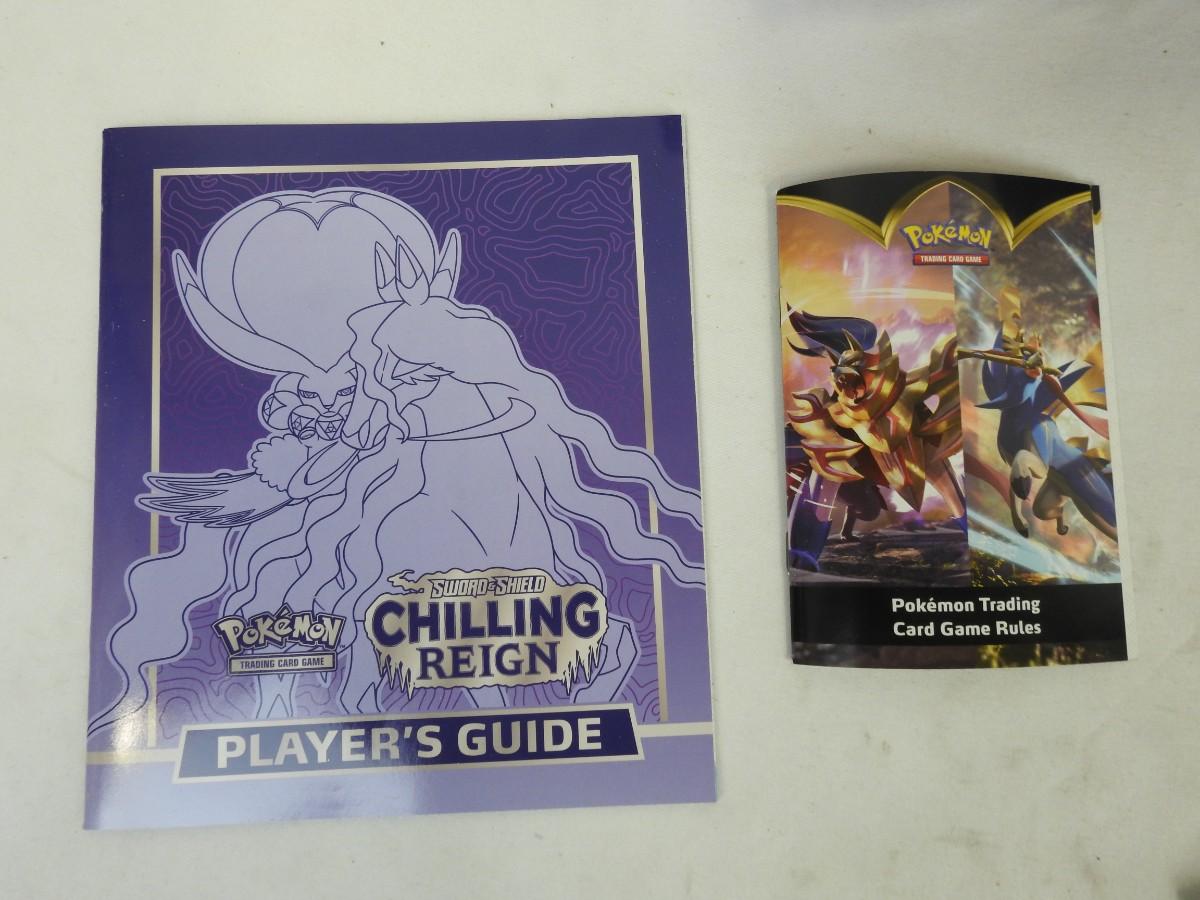 SWORD & SHIELD
CHILLING
REIGN
POKéMON
TRADING CARD GAME
PLAYER'S GUIDE
POKéMON
TRADING CARD GAME
Pokémon Trading
Card Game Rules